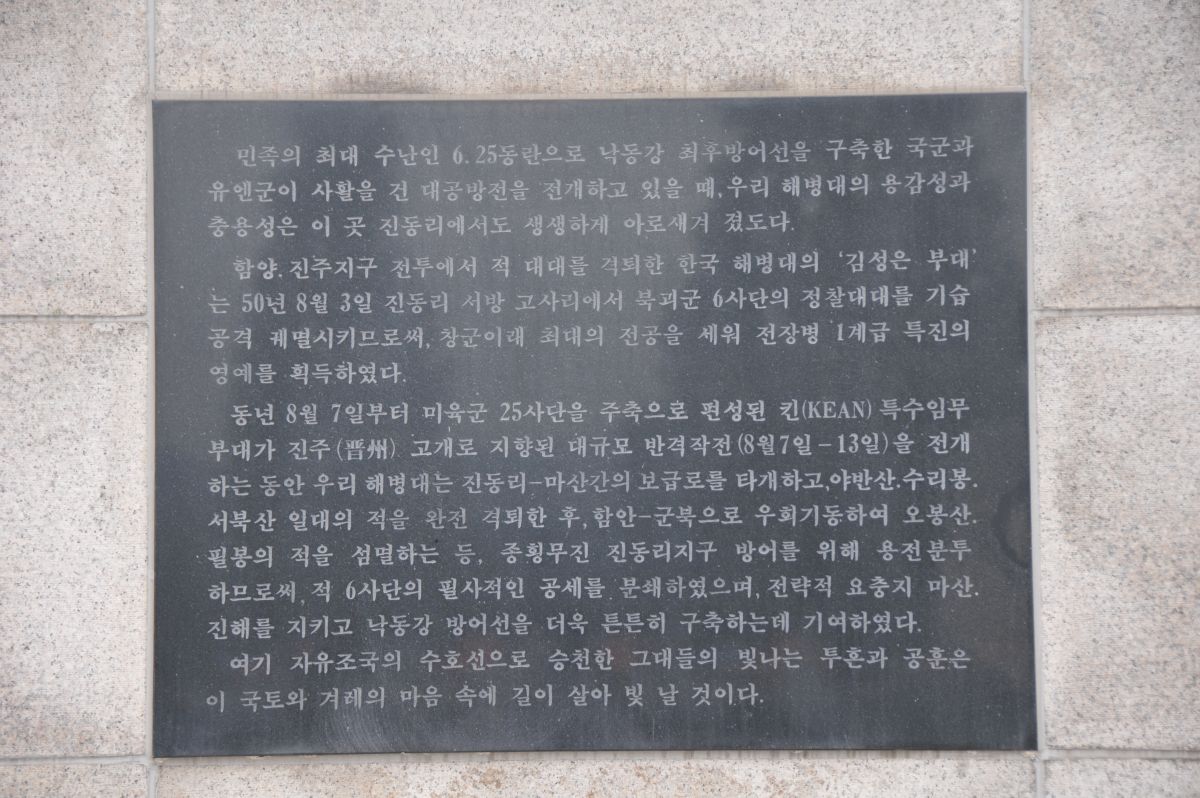 민족의 최대 수난인 6.25동란으로 낙동강 최후방어선을 구축한 국군과
유엔군이 사활을 건 대공방전을 전개하고 있을 때,우리 해병대의 용감성과
충용성은 이 곳 진동리에서도 생생하게 아로새겨 졌도다.
함양.진주지구 전투에서 적 대대를 격퇴한 한국 해병대의 '김성은 부대'
는 50년 8월 3일 진동리 서방 고사리에서 북괴군 6사단의 정찰대대를 기습
공격 궤멸시키므로써, 창군이래 최대의 전공을 세워 전장병 1계급 특진의
영예를 획득하였다.
동년 8월 7일부터 미육군 25사단을 주축으로 편성된 킨(KEAN) 특수임무
부대가 진주(晋州) 고개로 지향된 대규모 반격작전(8월7일-13일)을 전개
하는 동안 우리 해병대는 진동리-마산간의 보급로를 타개하고,야반산.수리봉.
서북산 일대의 적을 완전 격퇴한 후,함안-군북으로 우회기동하여 오봉산.
필봉의 적을 섬멸하는 등, 종횡무진 진동리지구 방어를 위해 용전분투
하므로써, 적 6사단의 필사적인 공세를 분쇄하였으며, 전략적 요충지 마산.
진해를 지키고 낙동강 방어선을 더욱 튼튼히 구축하는데 기여하였다.
여기 자유조국의 수호선으로 승천한 그대들의 빛나는 투혼과 공훈은
이 국토와 겨레의 마음 속에 길이 살아 빛 날 것이다.